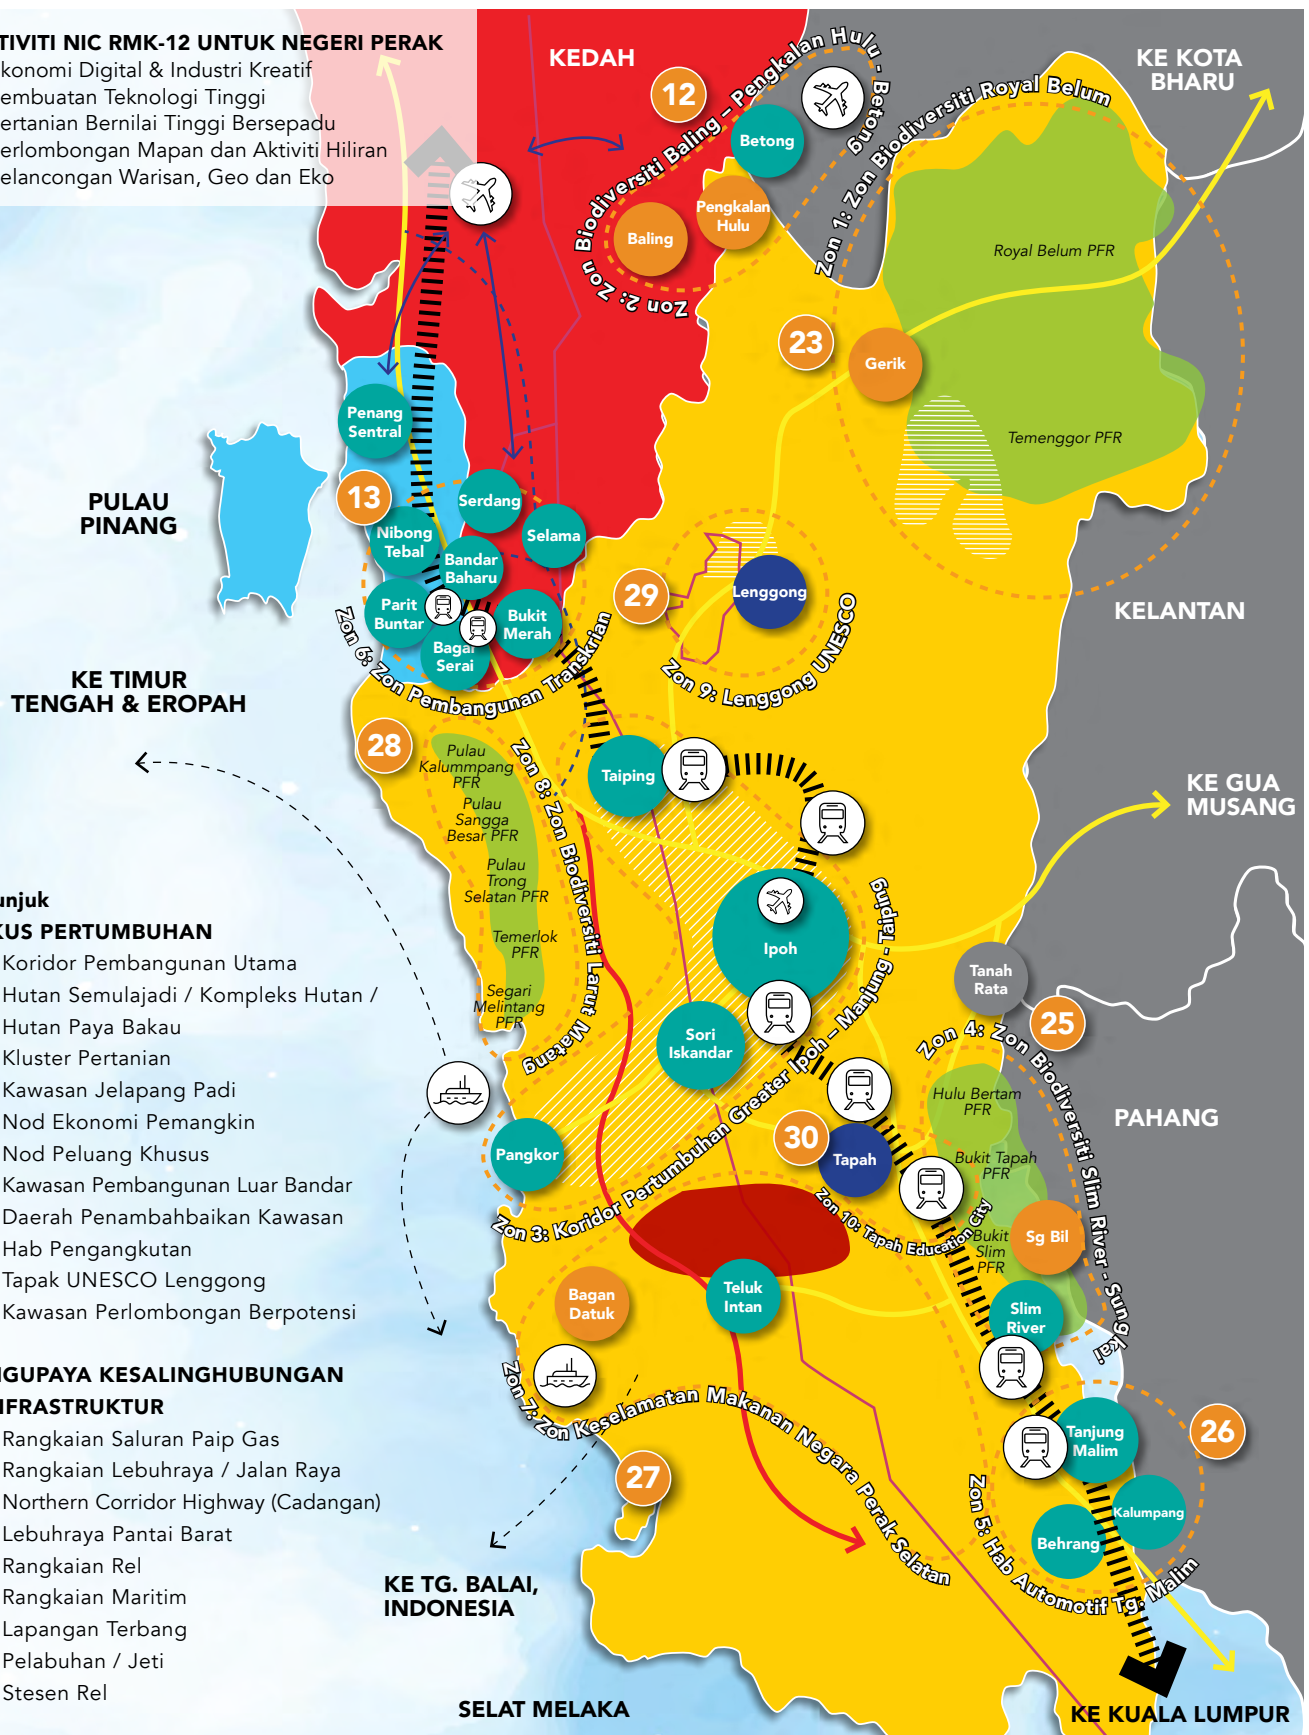 TIVITI NIC RMK-12 UNTUK NEGERI PERAK
konomi Digital & Industri Kreatif
embuatan Teknologi Tinggi
ertanian Bernilai Tinggi Bersepadu
erlombongan Mapan dan Aktiviti Hiliran
elancongan Warisan, Geo dan Eko
KEDAH
KE KOTA
BHARU
12
Betong
Zon 2: Zon Biodiversiti Baling – Pengkalan Hulu - Betong
Zon 1: Zon Biodiversiti Royal Belum
Pengkalan
Hulu
Baling
Royal Belum PFR
23
Gerik
Penang
Sentral
Temenggor PFR
PULAU
PINANG
13
Serdang
Nibong
Tebal
Selama
Bandar
Baharu
29
Lenggong
KELANTAN
Parit
Buntar
Bukit
Merah
Bagan
Serai
Zon 6: Zon Pembangunan Transkrian
Zon 9: Lenggong UNESCO
KE TIMUR
TENGAH & EROPAH
28
Pulau
Kalummpang
PFR
Pulau
Sangga
Besar PFR
Pulau
Trong
Selatan PFR
Temerlok
PFR
Segari
Melintang
PFR
Zon 8: Zon Biodiversiti Larut Matang
Taiping
KE GUA
MUSANG
Ipoh
Tanah
Rata
25
Sori
Iskandar
Zon 3: Koridor Pertumbuhan Greater Ipoh – Manjung - Taiping
Zon 4: Zon Biodiversiti Slim River - Sungkai
Hulu Bertam
PFR
PAHANG
Pangkor
30
Tapah
Bukit Tapah
PFR
Zon 10: Tapah Education City
Bukit
Slim
PFR
Sg Bil
Bagan
Datuk
Teluk
Intan
Slim
River
Zon 7: Zon Keselamatan Makanan Negara Perak Selatan
27
Tanjung
Malim
26
Kalumpang
Behrang
Zon 5: Hab Automotif Tg. Malim
KE TG. BALAI,
INDONESIA
SELAT MELAKA
KE KUALA LUMPUR
unjuk
KUS PERTUMBUHAN
Koridor Pembangunan Utama
Hutan Semulajadi / Kompleks Hutan /
Hutan Paya Bakau
Kluster Pertanian
Kawasan Jelapang Padi
Nod Ekonomi Pemangkin
Nod Peluang Khusus
Kawasan Pembangunan Luar Bandar
Daerah Penambahbaikan Kawasan
Hab Pengangkutan
Tapak UNESCO Lenggong
Kawasan Perlombongan Berpotensi
NGUPAYA KESALINGHUBUNGAN
NFRASTRUKTUR
Rangkaian Saluran Paip Gas
Rangkaian Lebuhraya / Jalan Raya
Northern Corridor Highway (Cadangan)
Lebuhraya Pantai Barat
Rangkaian Rel
Rangkaian Maritim
Lapangan Terbang
Pelabuhan / Jeti
Stesen Rel